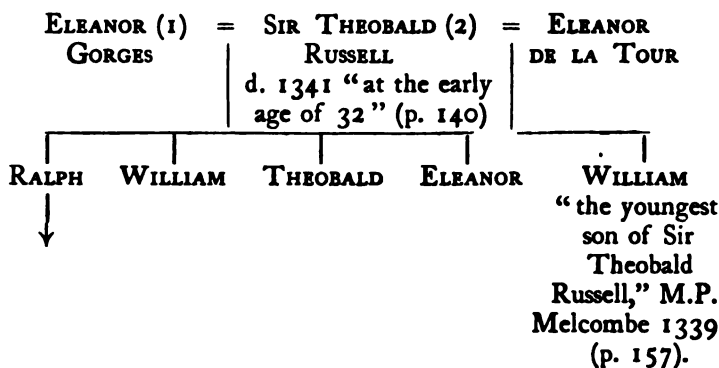 ELEANOR (1) = SIR THEOBALD (2) = ELEANOR
GORGES RUSSELL DE LA TOUR
d. 1341 “at the early
age of 32” (p. 140)
RALPH WILLIAM THEOBALD ELEANOR WILLIAM
“the youngest
son of Sir
Theobald
Russell,” M.P.
Melcombe 1339
(p. 157).